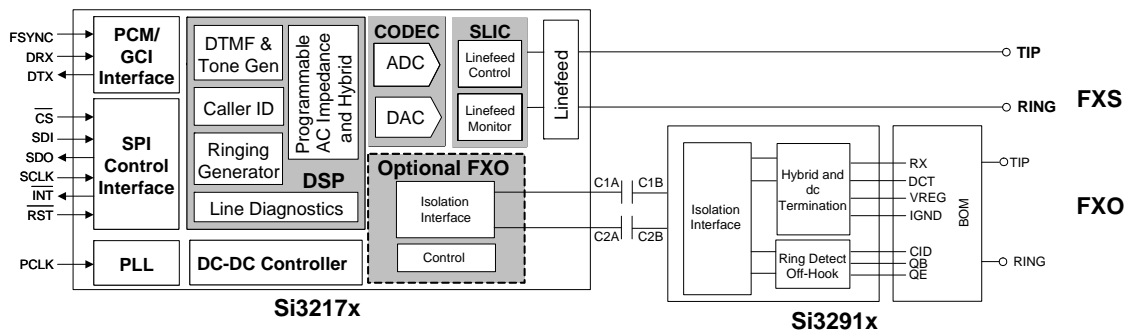 FSYNC
DRX
DTX
PCM/
GCI
Interface
CS
SDI
SDO
SCLK
INT
RST
SPI
Control
Interface
PCLK
PLL
DTMF &
Tone Gen
Caller ID
Ringing
Generator
Programmable
AC Impedance
and Hybrid
DSP
Line Diagnostics
DC-DC Controller
CODEC
ADC
DAC
SLIC
Linefeed
Control
Linefeed
Monitor
Linefeed
Optional FXO
Isolation
Interface
Control
Si3217x
TIP
RING
FXS
C1A
C1B
C2A
C2B
Isolation
Interface
Hybrid and
dc
Termination
Ring Detect
Off-Hook
RX
DCT
VREG
IGND
CID
QB
QE
BOM
TIP
RING
FXO
Si3291x